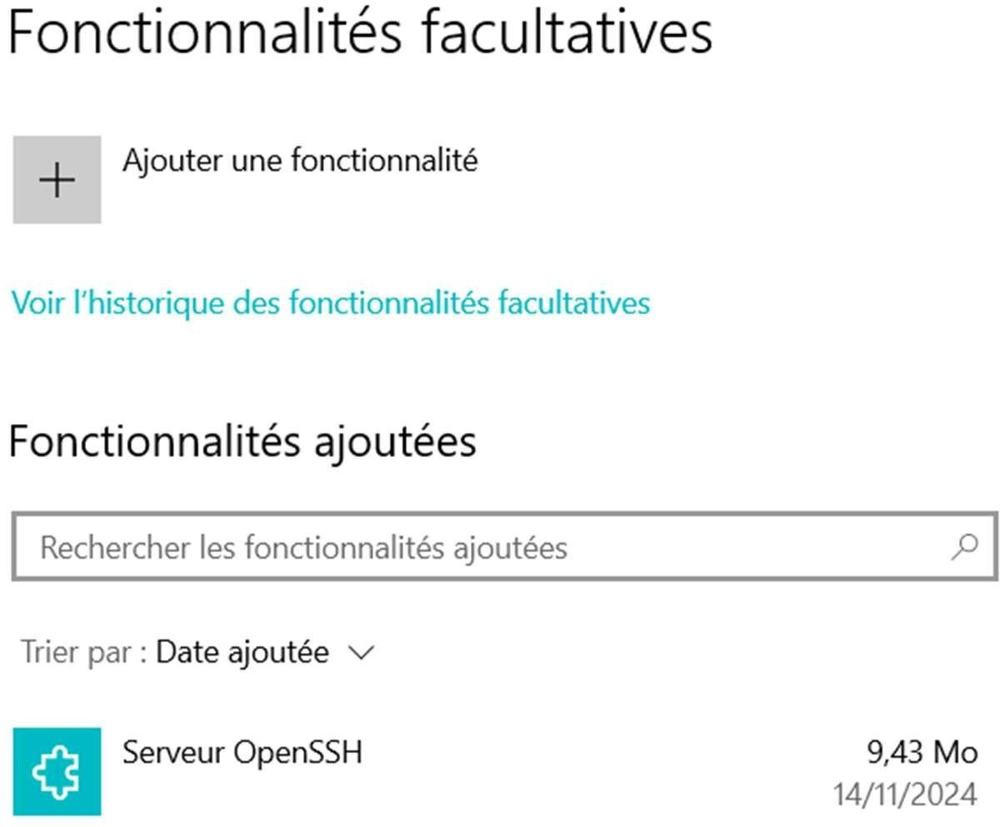 Fonctionnalités facultatives
Ajouter une fonctionnalité
Voir l’historique des fonctionnalités facultatives
Fonctionnalités ajoutées
Rechercher les fonctionnalités ajoutées
Trier par : Date ajoutée
Serveur OpenSSH 9,43 Mo
14/11/2024